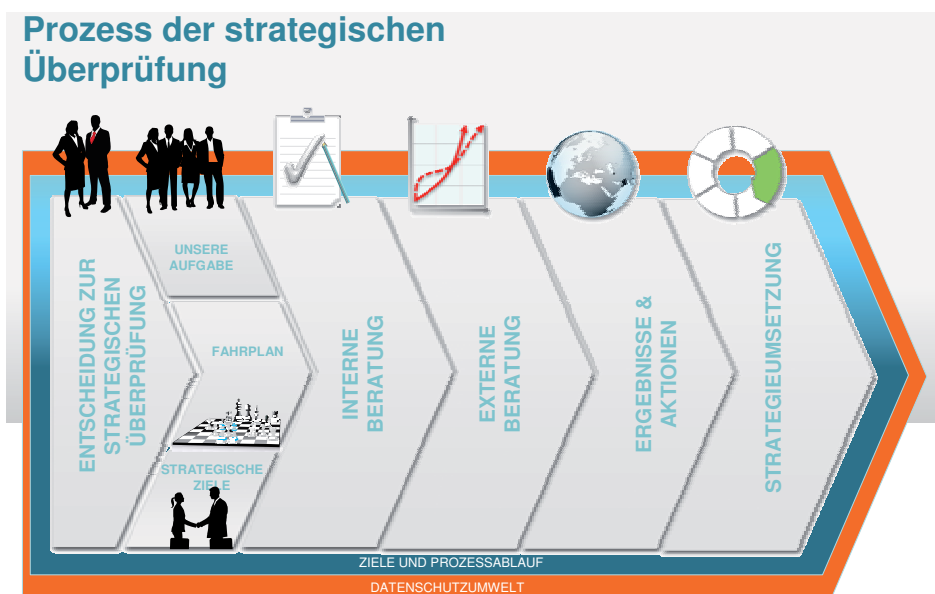 Prozess der strategischen
Überprüfung
ENTSCHEIDUNG ZUR
STRATEGISCHEN
ÜBERPRÜFUNG
UNSERE
AUFGABE
FAHRPLAN
STRATEGISCHE
ZIELE
INTERNE
BERATUNG
EXTERNE
BERATUNG
ERGEBNISSE &
AKTIONEN
STRATEGIEUMSETZUNG
ZIELE UND PROZESSABLAUF
DATENSCHUTZUMWELT